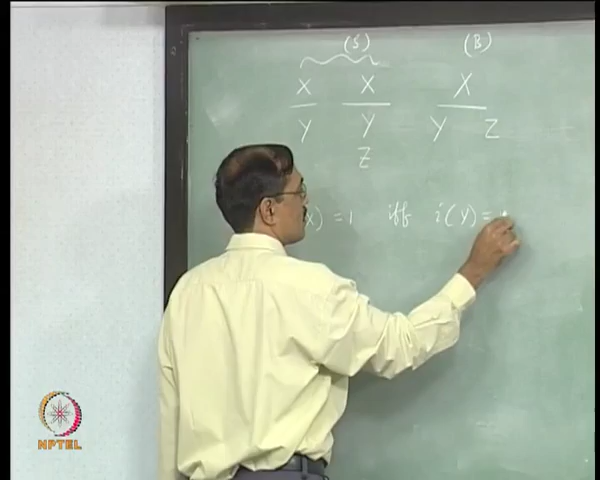 (S) (B)
X X X
Y Y Y Z
Z
X) = 1 iff i(Y) =
NPTEL